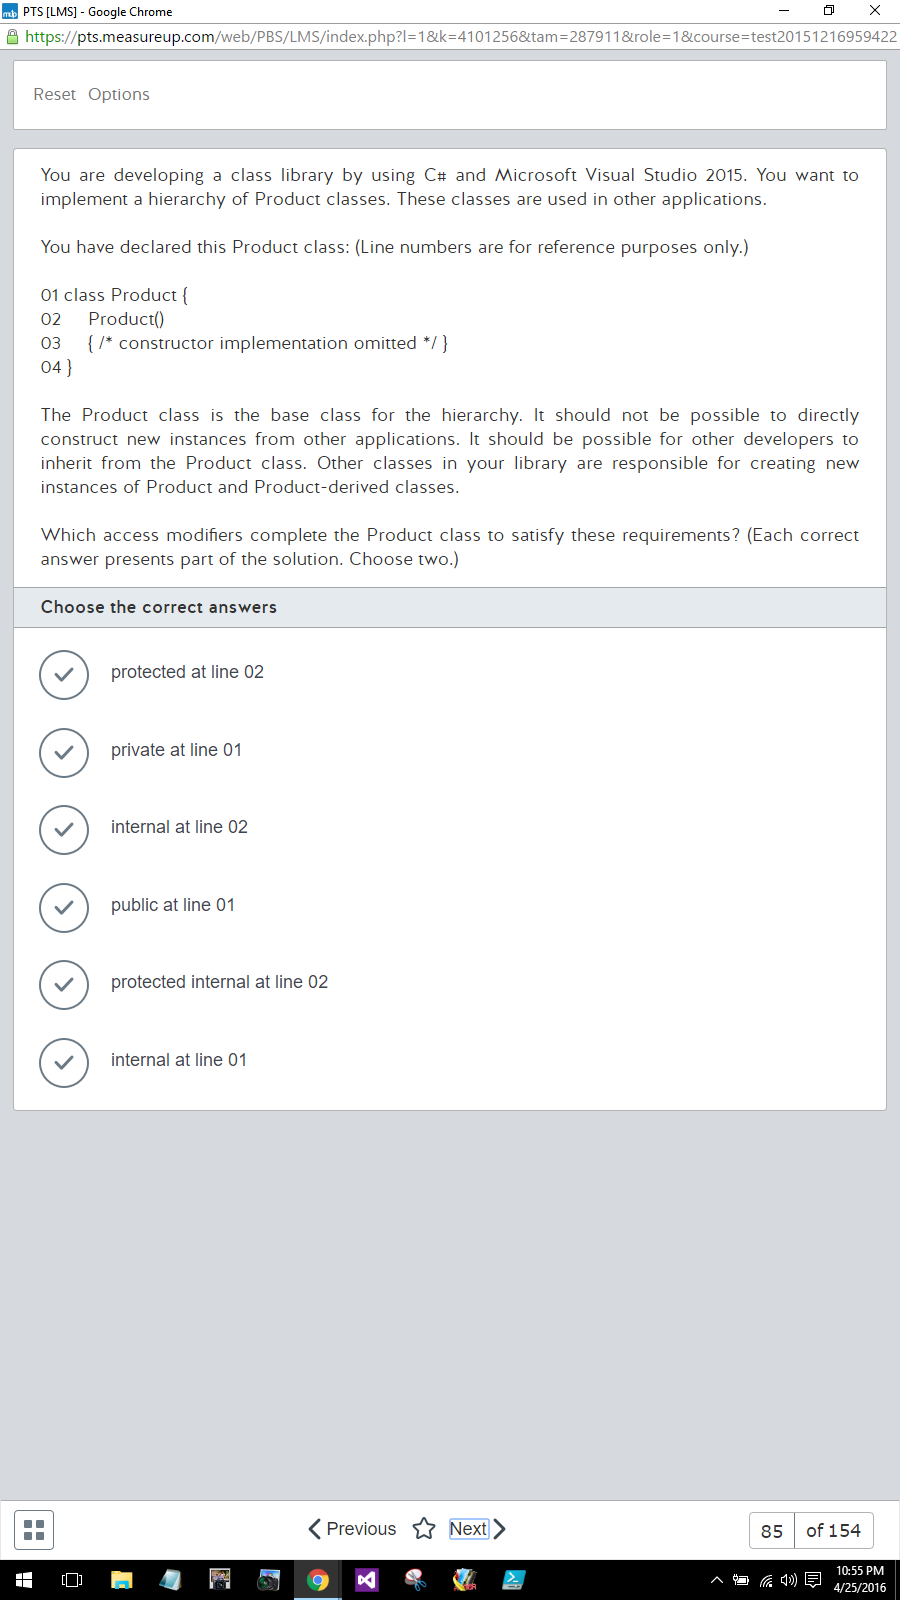 mup PTS [LMS] - Google Chrome
https://pts.measureup.com/web/PBS/LMS/index.php?l=1&k=4101256&tam=287911&role=1&course=test20151216959422
Reset Options
You are developing a class library by using C# and Microsoft Visual Studio 2015. You want to
implement a hierarchy of Product classes. These classes are used in other applications.
You have declared this Product class: (Line numbers are for reference purposes only.)
01 class Product {
02 Product()
03 { /* constructor implementation omitted */ }
04 }
The Product class is the base class for the hierarchy. It should not be possible to directly
construct new instances from other applications. It should be possible for other developers to
inherit from the Product class. Other classes in your library are responsible for creating new
instances of Product and Product-derived classes.
Which access modifiers complete the Product class to satisfy these requirements? (Each correct
answer presents part of the solution. Choose two.)
Choose the correct answers
protected at line 02
private at line 01
internal at line 02
public at line 01
protected internal at line 02
internal at line 01
Previous Next 85 of 154
10:55 PM
4/25/2016